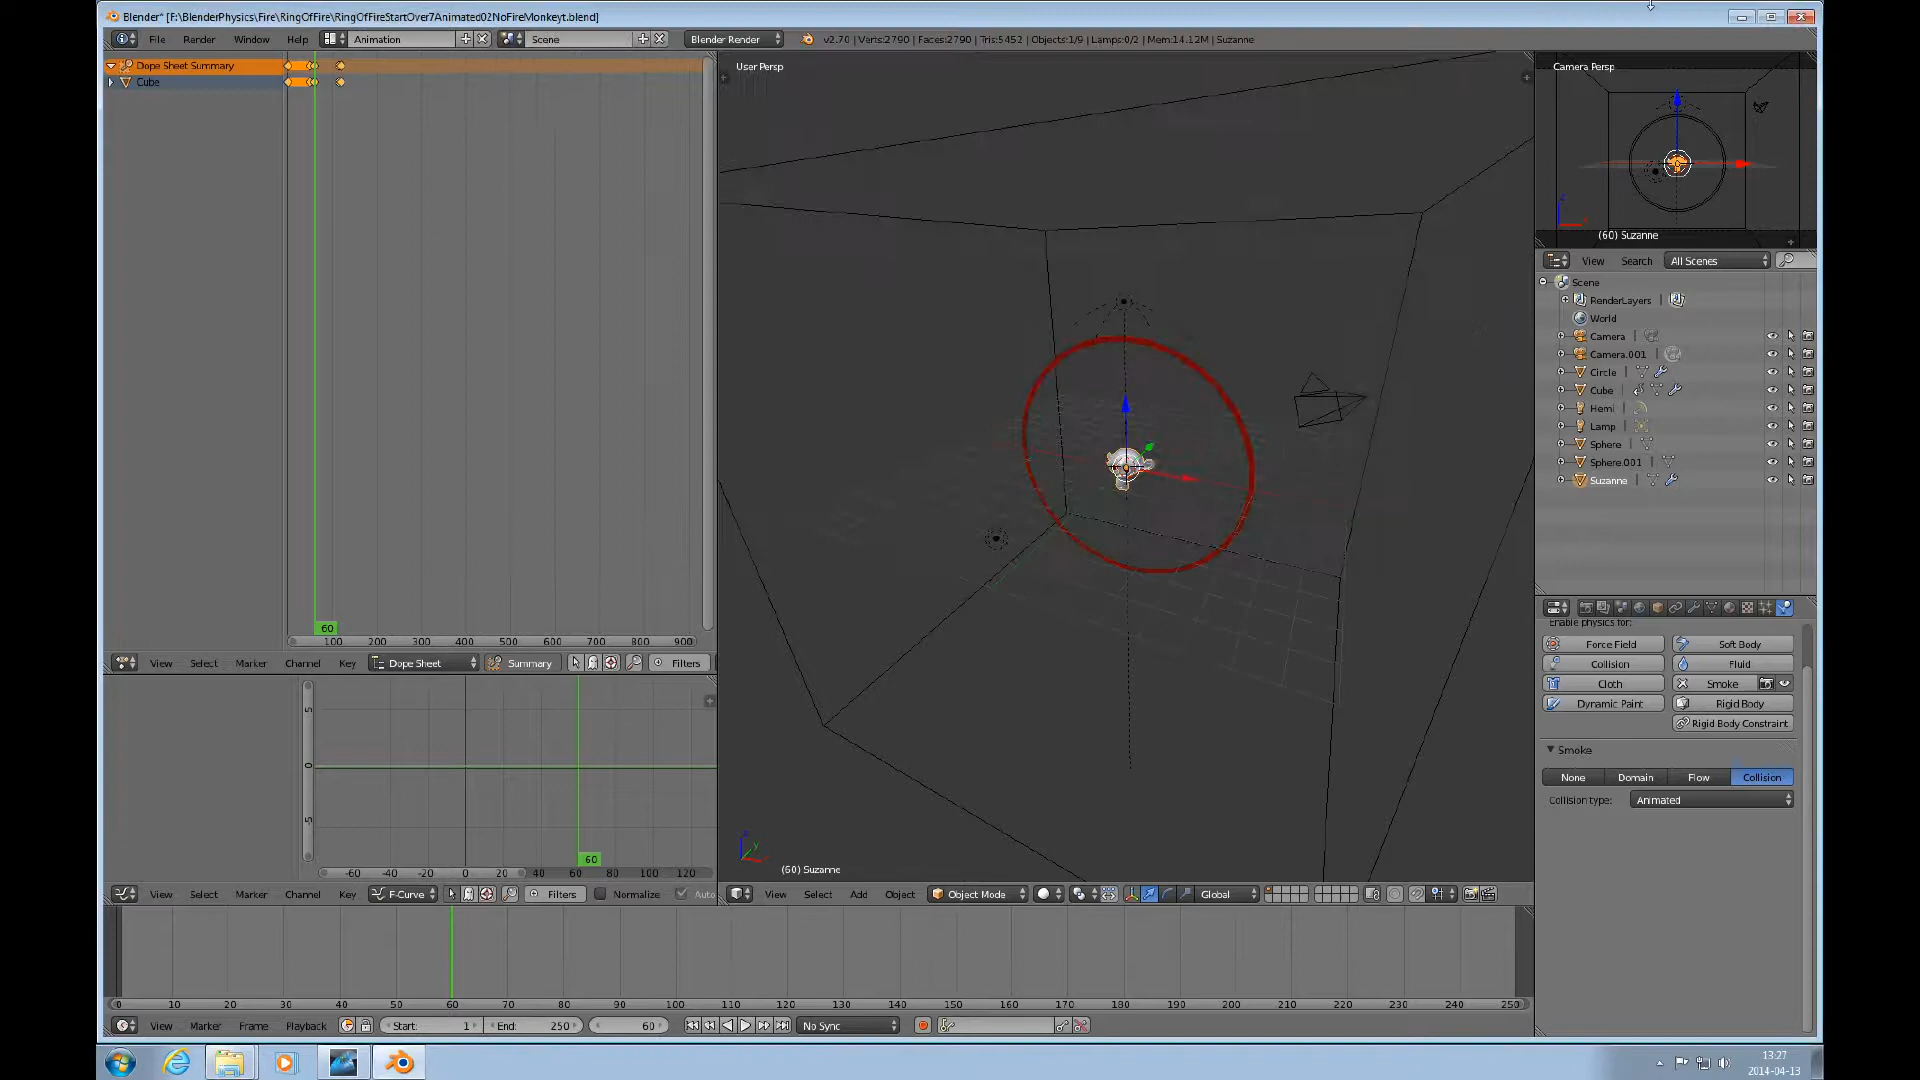 Blender* [F:\BlenderPhysics\Fire\RingOfFire\RingOfFireStartOver7Animated02NoFireMonkeyt.blend]
File Render Window Help Animation Scene Blender Render v2.70 | Verts:2790 | Faces:2790 | Tris:5452 | Objects:1/9 | Lamps:0/2 | Mem:14.12M | Suzanne
Dope Sheet Summary
Cube
60
100 200 300 400 500 600 700 800 900
View Select Marker Channel Key Dope Sheet Summary Filters
5
0
-5
60
-60 -40 -20 0 20 40 60 80 100 120
View Select Marker Channel Key F-Curve Filters Normalize Auto
User Persp
(60) Suzanne
View Select Add Object Object Mode Global
Camera Persp
(60) Suzanne
View Search All Scenes
Scene
RenderLayers
World
Camera
Camera.001
Circle
Cube
Hemi
Lamp
Sphere
Sphere.001
Suzanne
Enable physics for:
Force Field Soft Body
Collision Fluid
Cloth Smoke
Dynamic Paint Rigid Body
Rigid Body Constraint
Smoke
None Domain Flow Collision
Collision type: Animated
0 10 20 30 40 50 60 70 80 90 100 110 120 130 140 150 160 170 180 190 200 210 220 230 240 250
View Marker Frame Playback Start: 1 End: 250 60 No Sync
13:27
2014-04-13